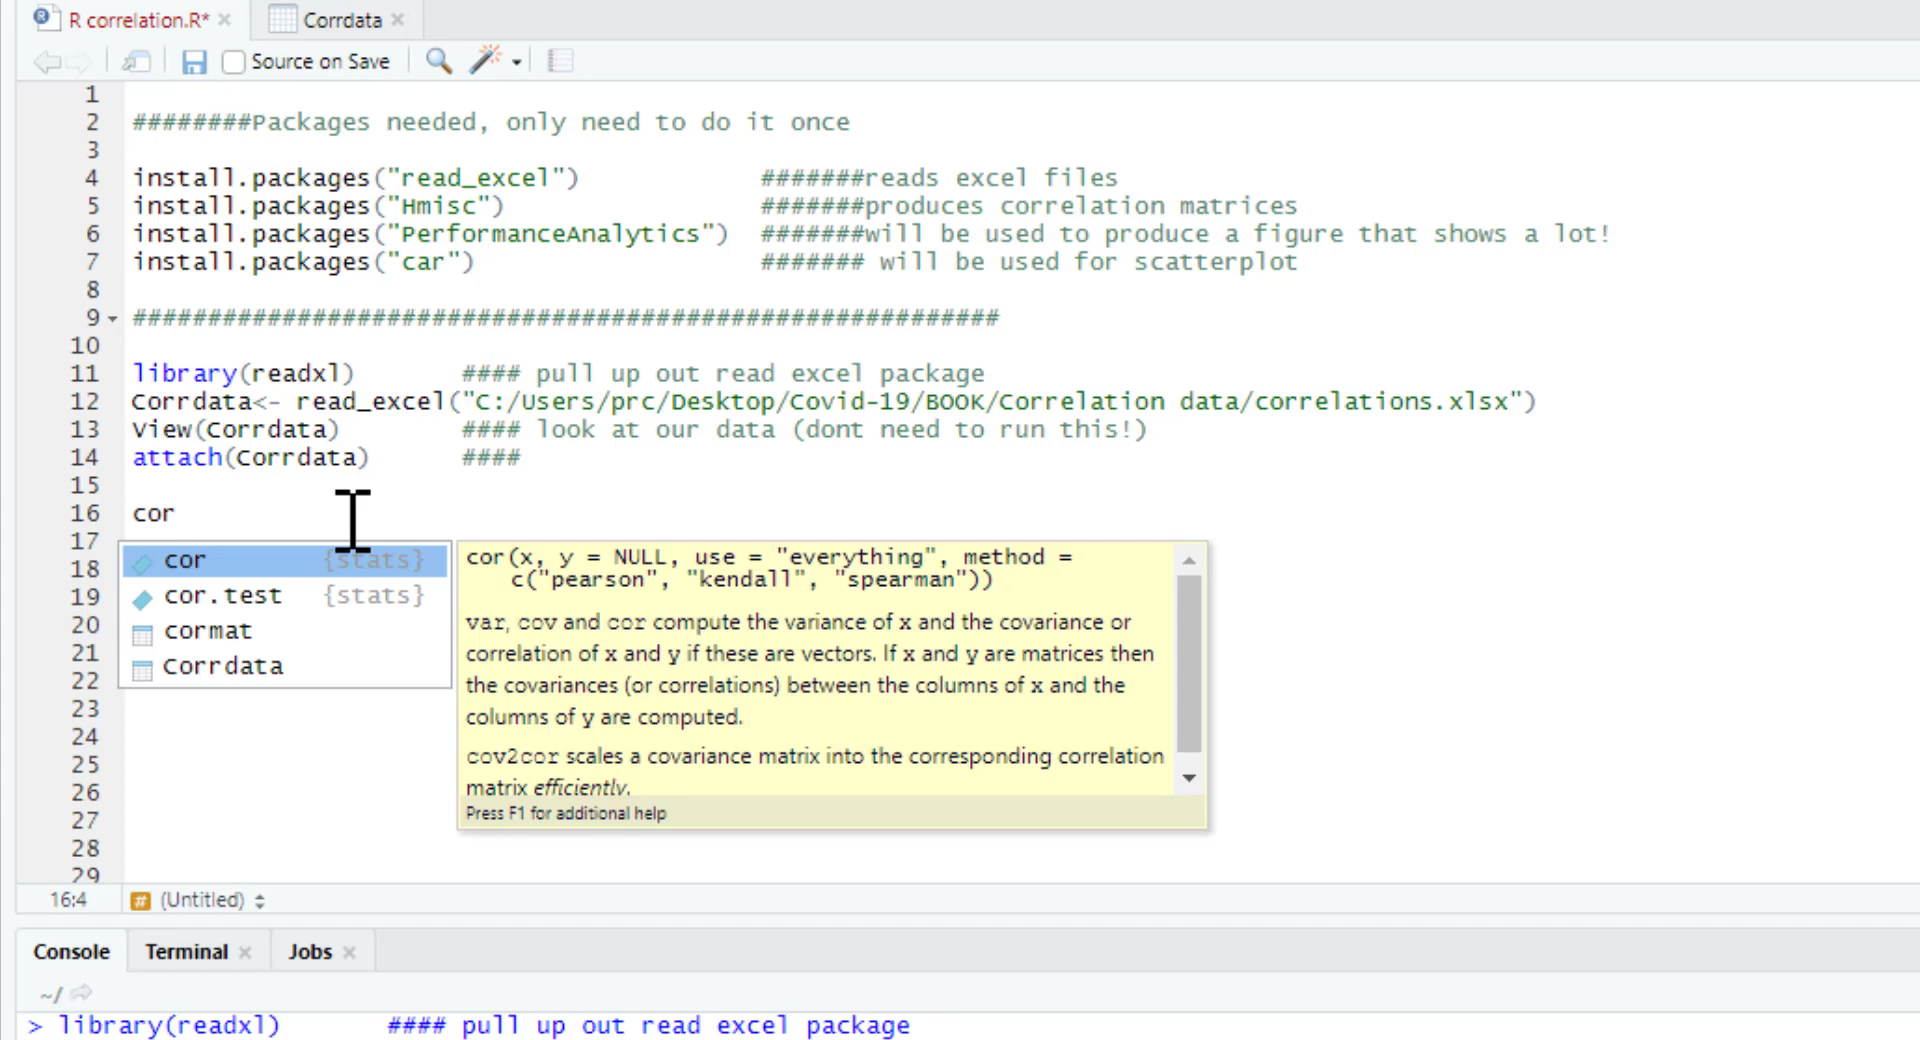 R correlation.R* Corrdata
Source on Save
1
2 ########Packages needed, only need to do it once
3
4 install.packages("read_excel") #######reads excel files
5 install.packages("Hmisc") #######produces correlation matrices
6 install.packages("PerformanceAnalytics") #######will be used to produce a figure that shows a lot!
7 install.packages("car") ####### will be used for scatterplot
8
9 ##########################################################
10
11 library(readxl) #### pull up out read excel package
12 Corrdata<- read_excel("C:/Users/prc/Desktop/Covid-19/BOOK/Correlation data/correlations.xlsx")
13 View(Corrdata) #### look at our data (dont need to run this!)
14 attach(Corrdata) ####
15
16 cor
17
18
19
20
21
22
23
24
25
26
27
28
29
cor {stats}
cor.test {stats}
cormat
Corrdata
cor(x, y = NULL, use = "everything", method =
c("pearson", "kendall", "spearman"))
var, cov and cor compute the variance of x and the covariance or
correlation of x and y if these are vectors. If x and y are matrices then
the covariances (or correlations) between the columns of x and the
columns of y are computed.
cov2cor scales a covariance matrix into the corresponding correlation
matrix efficiently.
Press F1 for additional help
16:4 # (Untitled)
Console Terminal Jobs
~/
> library(readxl) #### pull up out read excel package